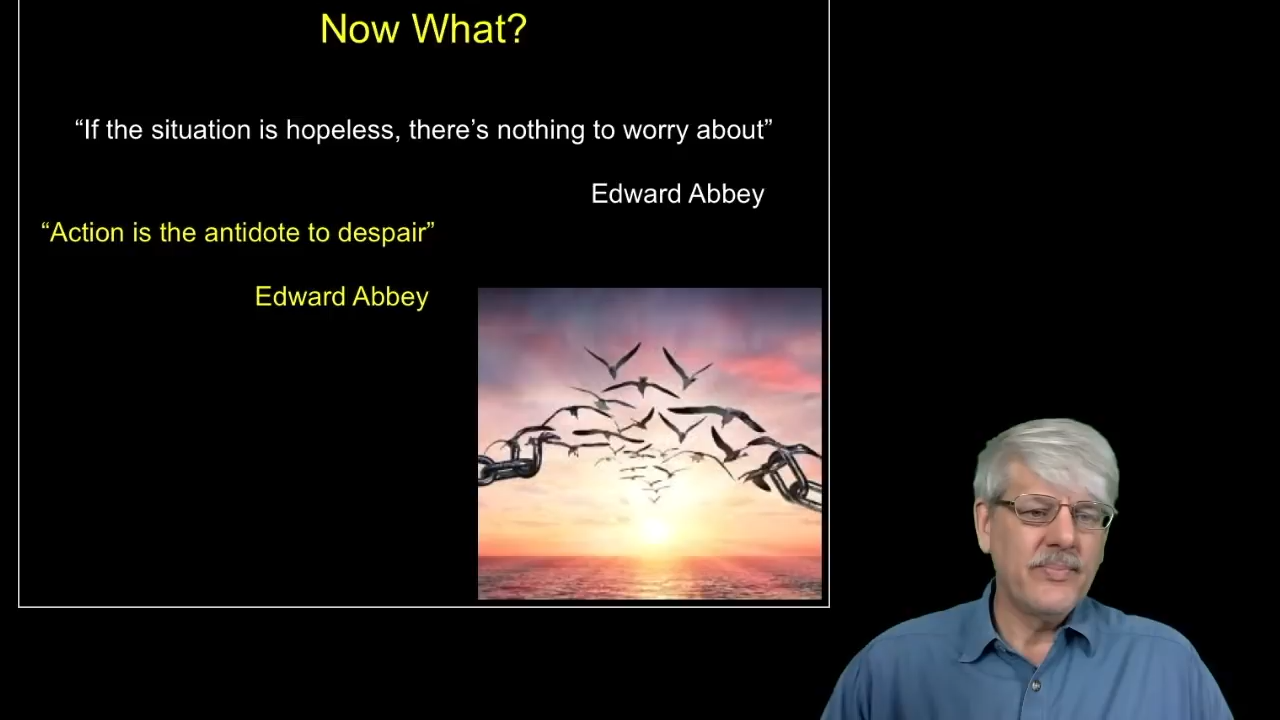 Now What?
“If the situation is hopeless, there’s nothing to worry about”
Edward Abbey
“Action is the antidote to despair”
Edward Abbey